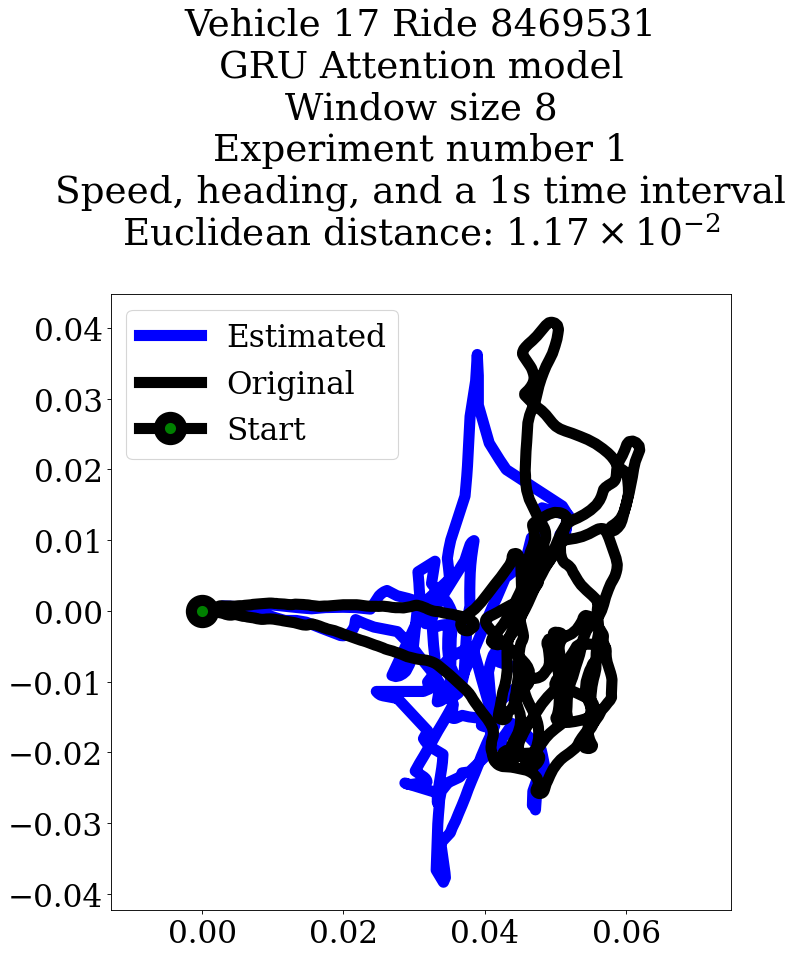 Vehicle 17 Ride 8469531
GRU Attention model
Window size 8
Experiment number 1
Speed, heading, and a 1s time interval
Euclidean distance: 1.17 × 10⁻²
Estimated
Original
Start
0.04
0.03
0.02
0.01
0.00
−0.01
−0.02
−0.03
−0.04
0.00 0.02 0.04 0.06